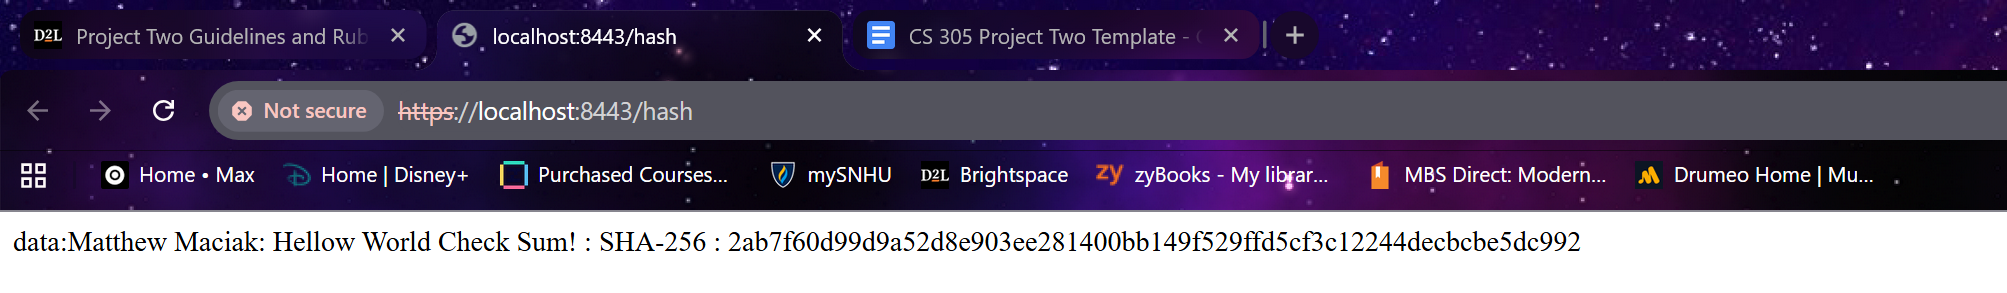 D2L Project Two Guidelines and Rub
localhost:8443/hash
CS 305 Project Two Template -
Not secure https://localhost:8443/hash
Home • Max
Home | Disney+
Purchased Courses...
mySNHU
D2L Brightspace
zy zyBooks - My librar...
MBS Direct: Modern...
Drumeo Home | Mu...
data:Matthew Maciak: Hellow World Check Sum! : SHA-256 : 2ab7f60d99d9a52d8e903ee281400bb149f529ffd5cf3c12244decbcbe5dc992